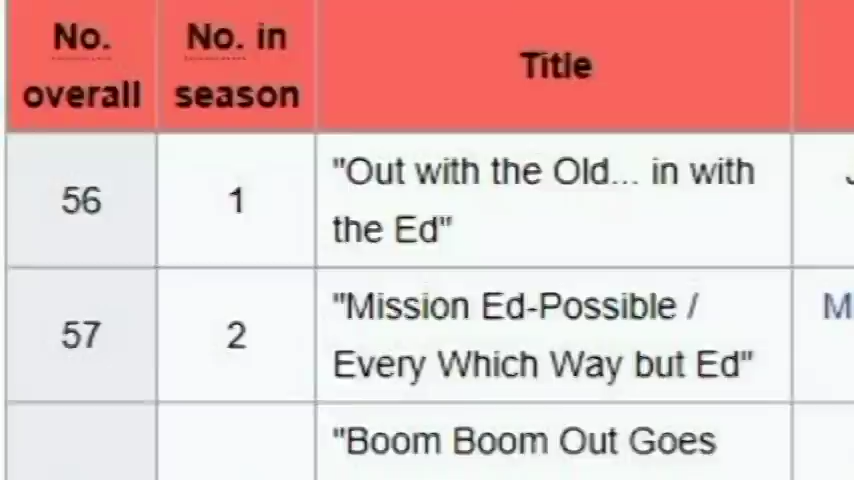 No. overall
No. in season
Title
56
1
"Out with the Old... in with
the Ed"
57
2
"Mission Ed-Possible /
Every Which Way but Ed"
"Boom Boom Out Goes